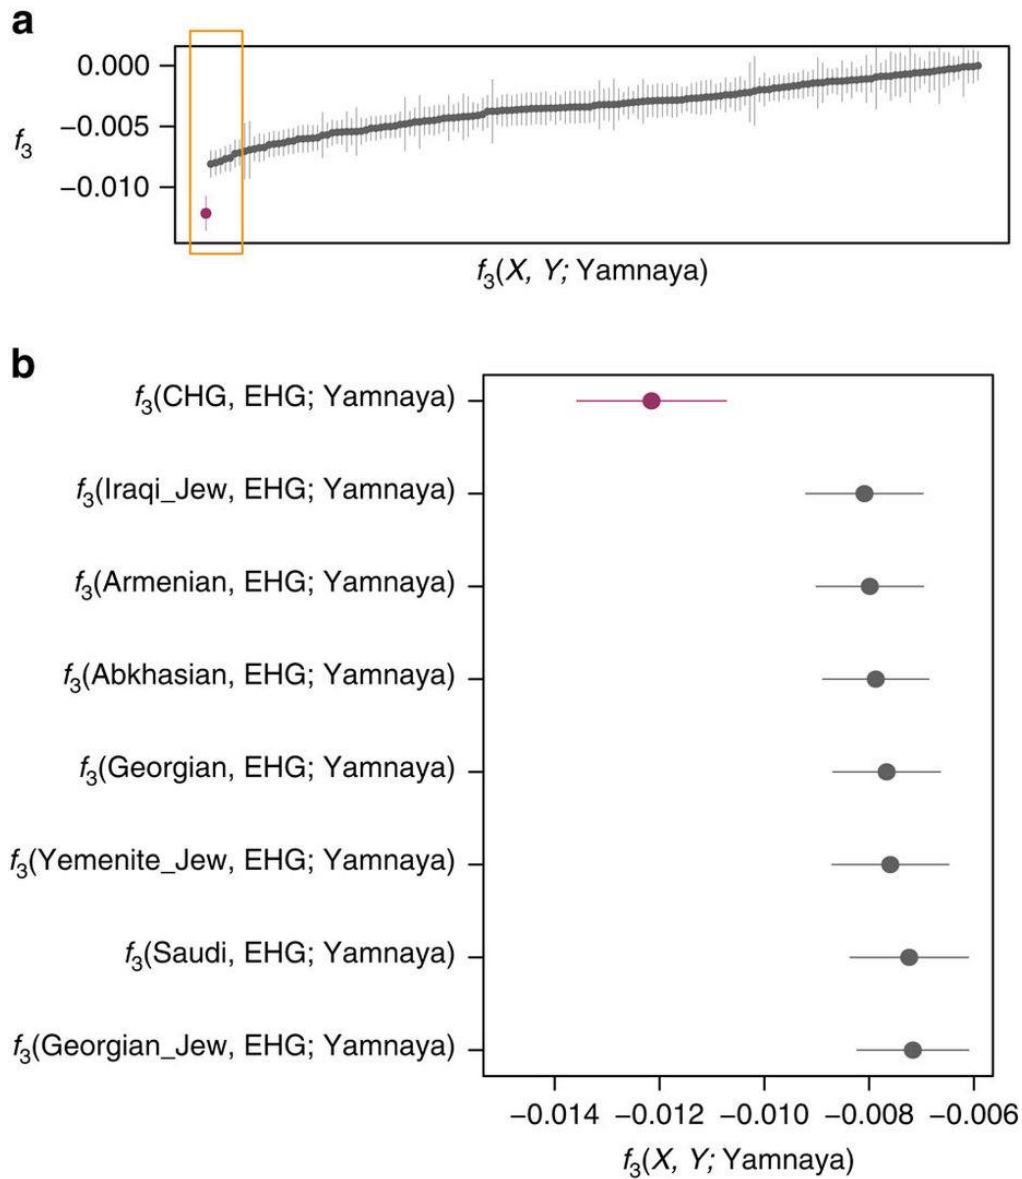 a
0.000
−0.005
−0.010
f3
f3(X, Y; Yamnaya)
b
f3(CHG, EHG; Yamnaya)
f3(Iraqi_Jew, EHG; Yamnaya)
f3(Armenian, EHG; Yamnaya)
f3(Abkhasian, EHG; Yamnaya)
f3(Georgian, EHG; Yamnaya)
f3(Yemenite_Jew, EHG; Yamnaya)
f3(Saudi, EHG; Yamnaya)
f3(Georgian_Jew, EHG; Yamnaya)
−0.014 −0.012 −0.010 −0.008 −0.006
f3(X, Y; Yamnaya)